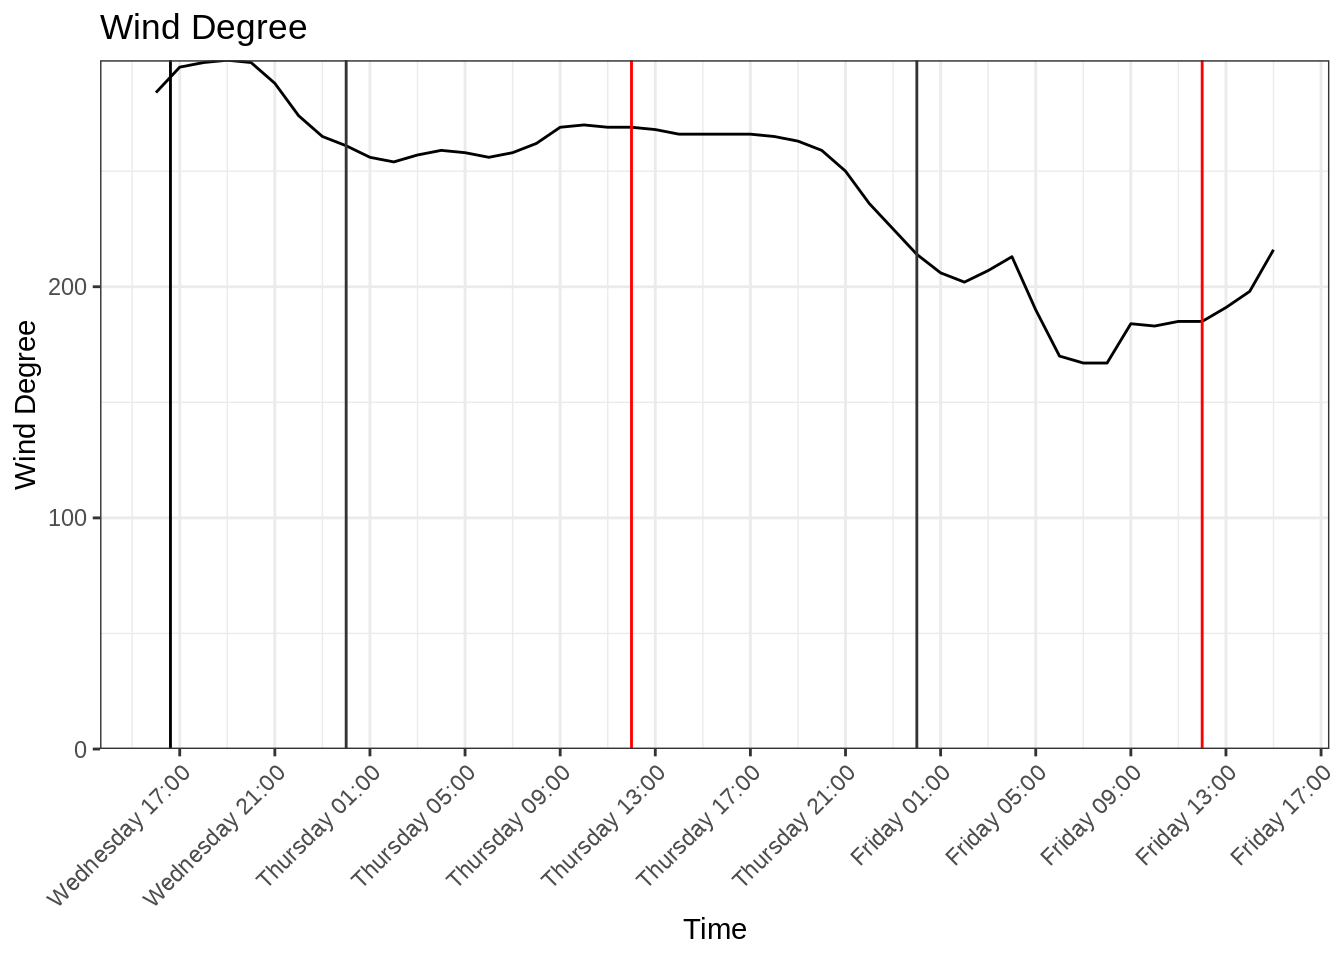 Wind Degree
Wind Degree
200
100
0
Wednesday 17:00
Wednesday 21:00
Thursday 01:00
Thursday 05:00
Thursday 09:00
Thursday 13:00
Thursday 17:00
Thursday 21:00
Friday 01:00
Friday 05:00
Friday 09:00
Friday 13:00
Friday 17:00
Time